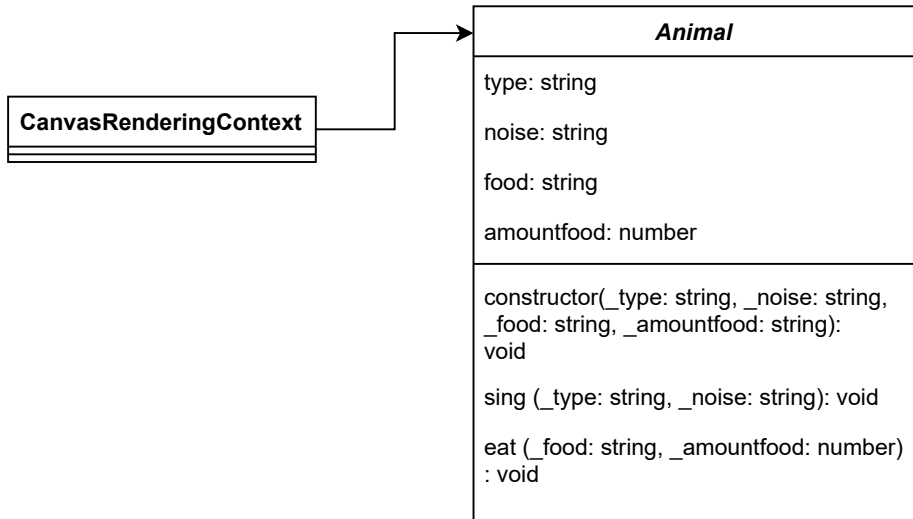 Animal
type: string
CanvasRenderingContext
noise: string
food: string
amountfood: number
constructor(_type: string, _noise: string,
_food: string, _amountfood: string):
void
sing (_type: string, _noise: string): void
eat (_food: string, _amountfood: number)
: void